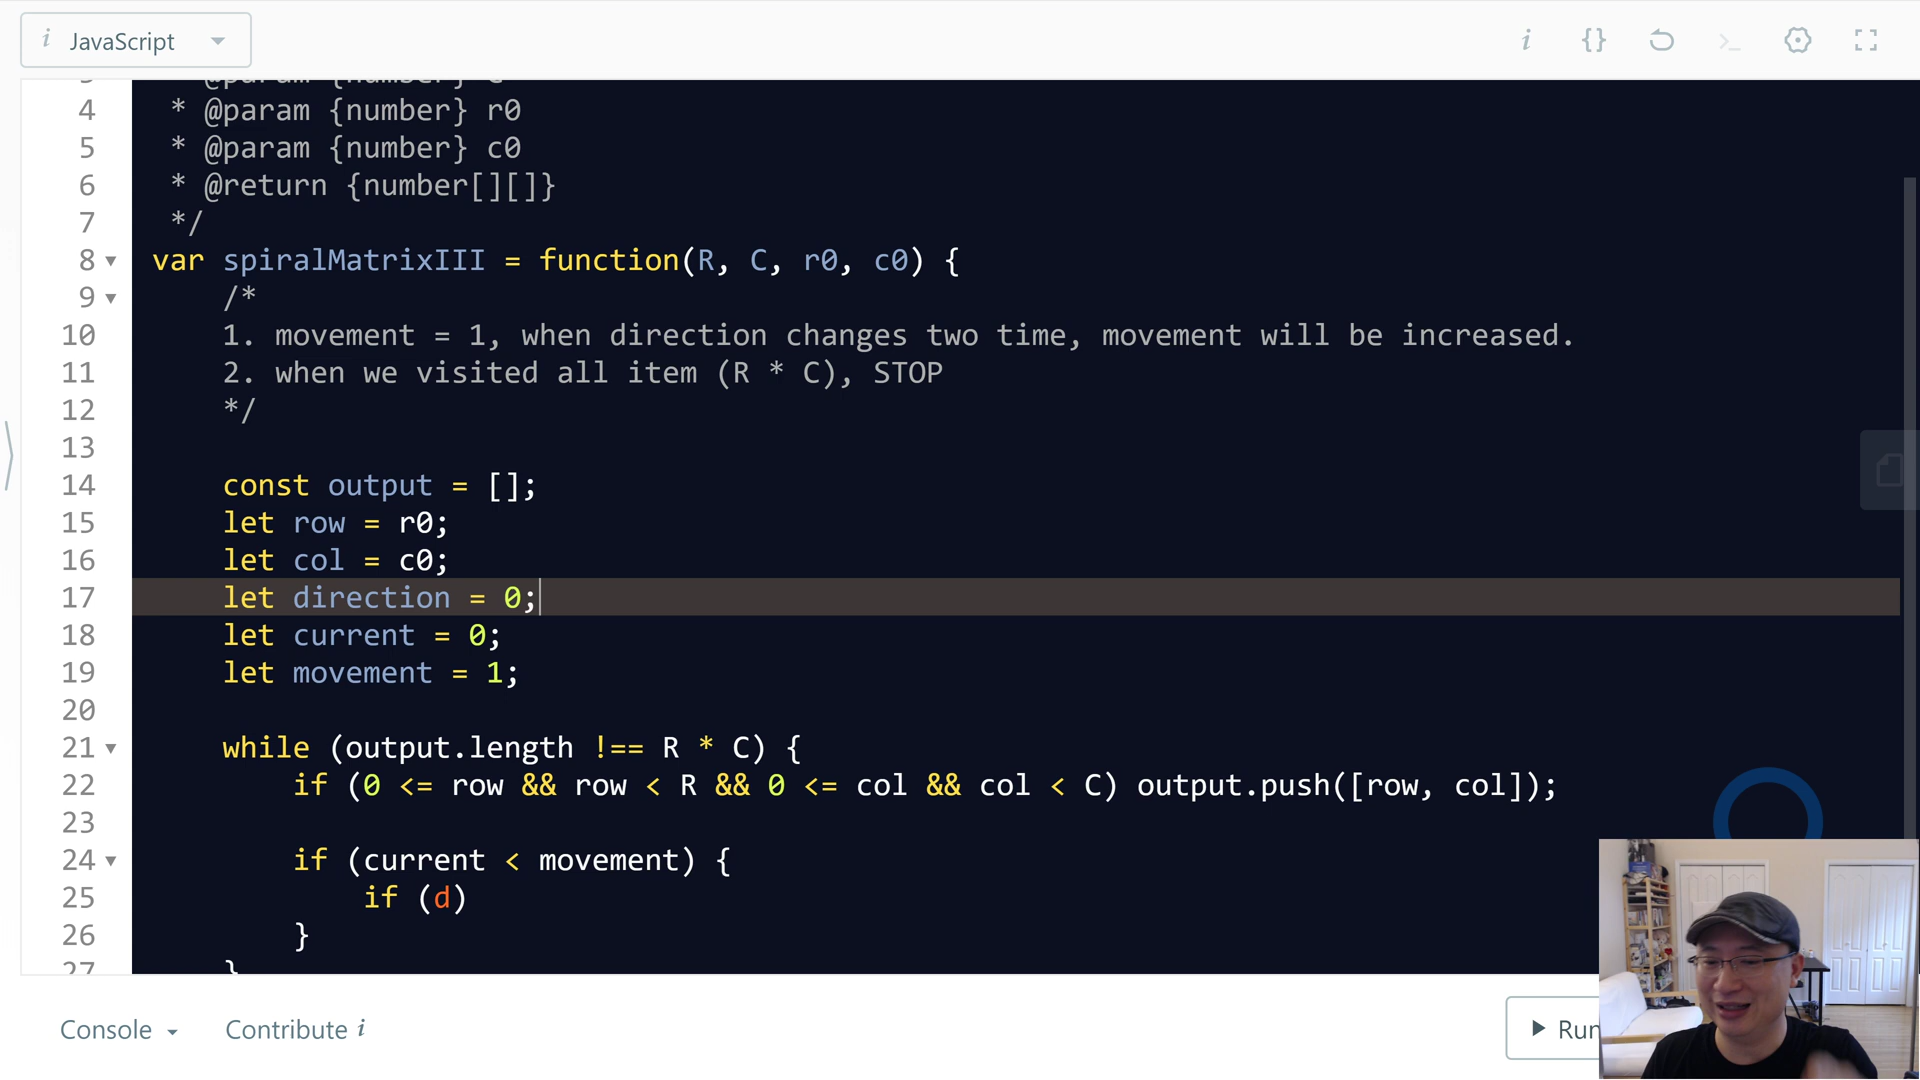 i JavaScript
i {} >_
4 * @param {number} r0
5 * @param {number} c0
6 * @return {number[][]}
7 */
8 var spiralMatrixIII = function(R, C, r0, c0) {
9 /*
10 1. movement = 1, when direction changes two time, movement will be increased.
11 2. when we visited all item (R * C), STOP
12 */
13
14 const output = [];
15 let row = r0;
16 let col = c0;
17 let direction = 0;
18 let current = 0;
19 let movement = 1;
20
21 while (output.length !== R * C) {
22 if (0 <= row && row < R && 0 <= col && col < C) output.push([row, col]);
23
24 if (current < movement) {
25 if (d)
26 }
27 }
Console Contribute i Run